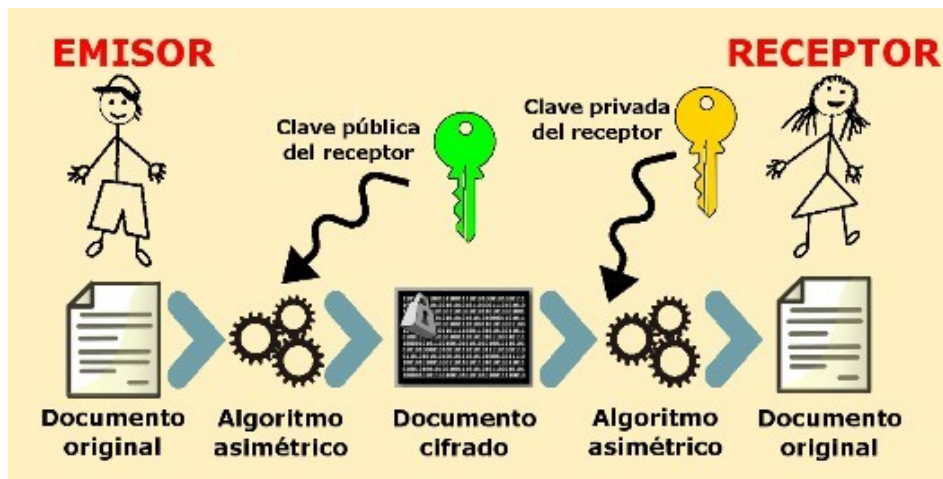 EMISOR
RECEPTOR
Clave pública
del receptor
Clave privada
del receptor
Documento
original
Algoritmo
asimétrico
Documento
cifrado
Algoritmo
asimétrico
Documento
original